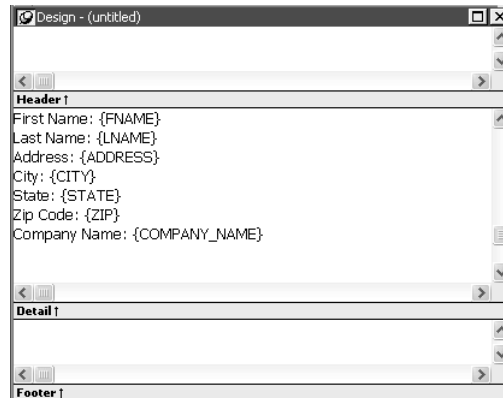 Design - (untitled)
Header ↑
First Name: {FNAME}
Last Name: {LNAME}
Address: {ADDRESS}
City: {CITY}
State: {STATE}
Zip Code: {ZIP}
Company Name: {COMPANY_NAME}
Detail ↑
Footer ↑